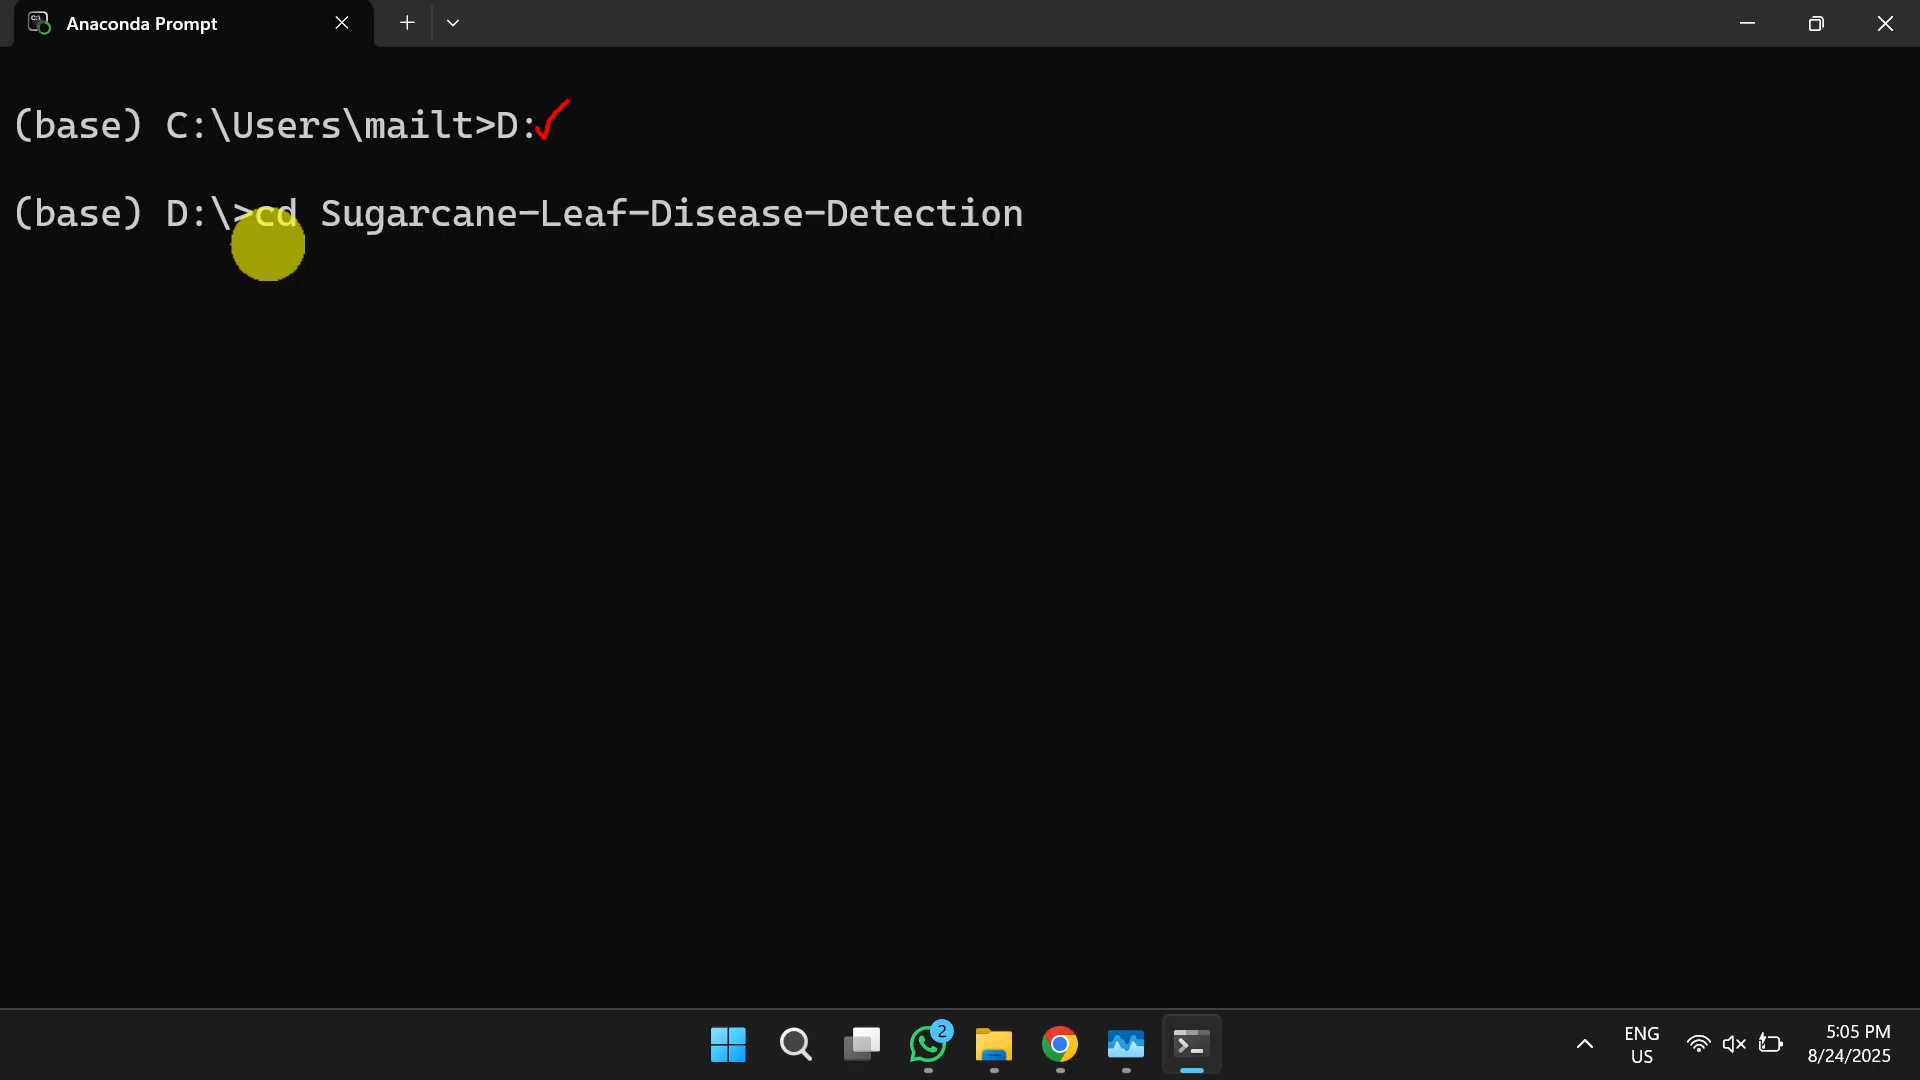 Anaconda Prompt
(base) C:\Users\mailt>D:
(base) D:\>cd Sugarcane-Leaf-Disease-Detection
2
ENG
US
5:05 PM
8/24/2025